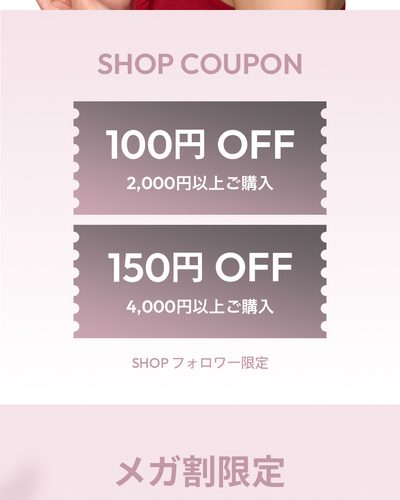 SHOP COUPON
100円 OFF
2,000円以上ご購入
150円 OFF
4,000円以上ご購入
SHOP フォロワー限定
メガ割限定